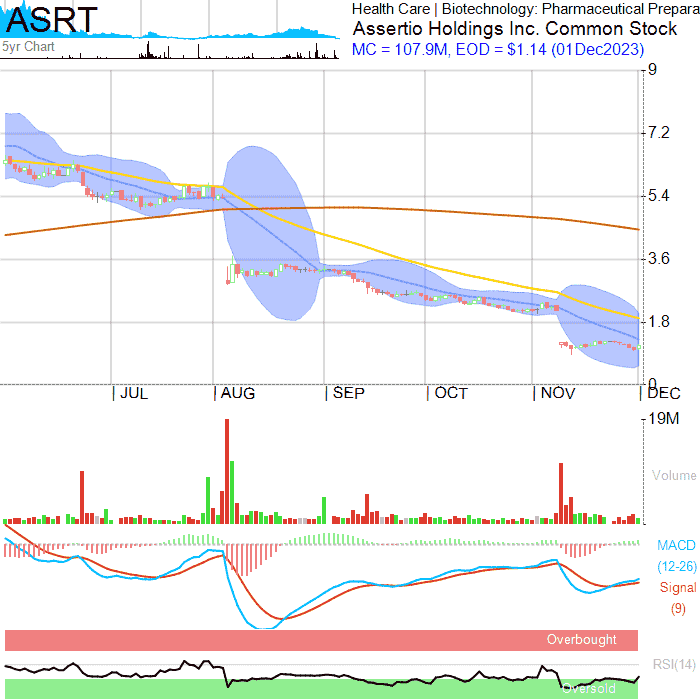 ASRT
5yr Chart
Health Care | Biotechnology: Pharmaceutical Prepara
Assertio Holdings Inc. Common Stock
MC = 107.9M, EOD = $1.14 (01Dec2023)
9
7.2
5.4
3.6
1.8
0
JUL
AUG
SEP
OCT
NOV
DEC
19M
Volume
MACD
(12-26)
Signal
(9)
Overbought
RSI(14)
Oversold